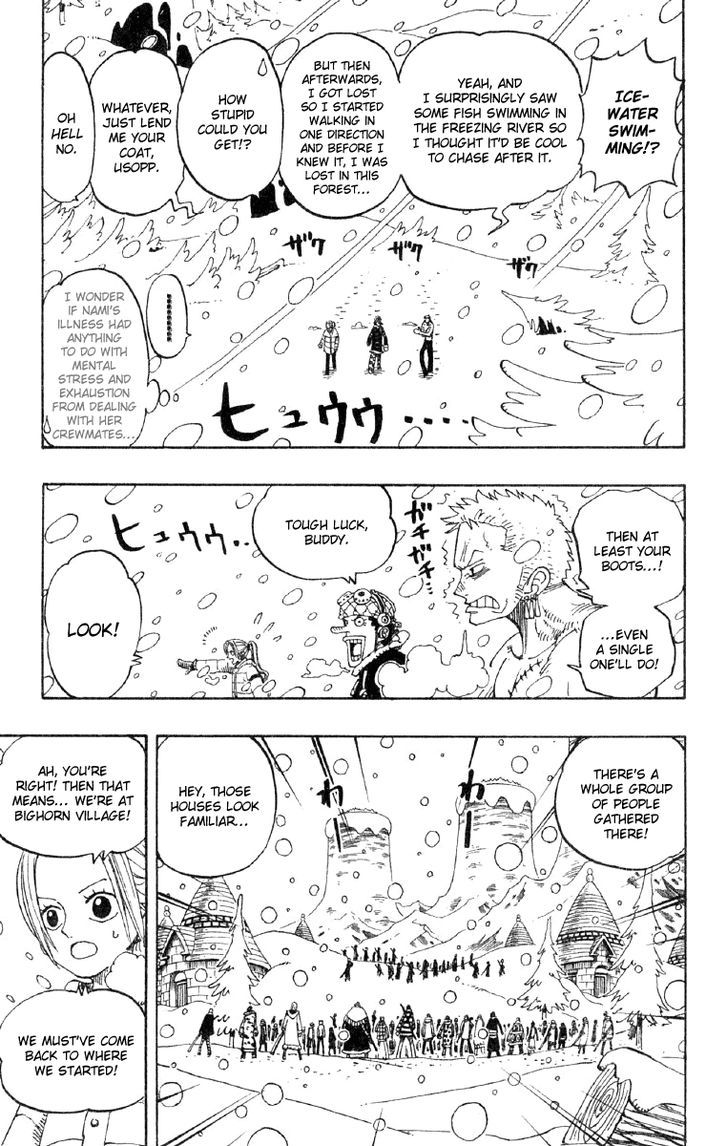 ICE-
WATER
SWIM-
MING!?
YEAH, AND
I SURPRISINGLY SAW
SOME FISH SWIMMING IN
THE FREEZING RIVER SO
I THOUGHT IT'D BE COOL
TO CHASE AFTER IT.
BUT THEN
AFTERWARDS,
I GOT LOST
SO I STARTED
WALKING IN
ONE DIRECTION
AND BEFORE I
KNEW IT, I WAS
LOST IN THIS
FOREST...
HOW
STUPID
COULD YOU
GET!?
WHATEVER,
JUST LEND
ME YOUR
COAT,
USOPP.
OH
HELL
NO.
ザク
ザク
ザク
..........
I WONDER
IF NAMI'S
ILLNESS HAD
ANYTHING
TO DO WITH
MENTAL
STRESS AND
EXHAUSTION
FROM DEALING
WITH HER
CREWMATES...
ヒュウウ....
THEN AT
LEAST YOUR
BOOTS...!
...EVEN
A SINGLE
ONE'LL DO!
ガチガチ...
TOUGH LUCK,
BUDDY.
ヒュウウ..
LOOK!
THERE'S A
WHOLE GROUP
OF PEOPLE
GATHERED
THERE!
わー
わー
HEY, THOSE
HOUSES LOOK
FAMILIAR...
AH, YOU'RE
RIGHT! THEN THAT
MEANS... WE'RE AT
BIGHORN VILLAGE!
WE MUST'VE COME
BACK TO WHERE
WE STARTED!